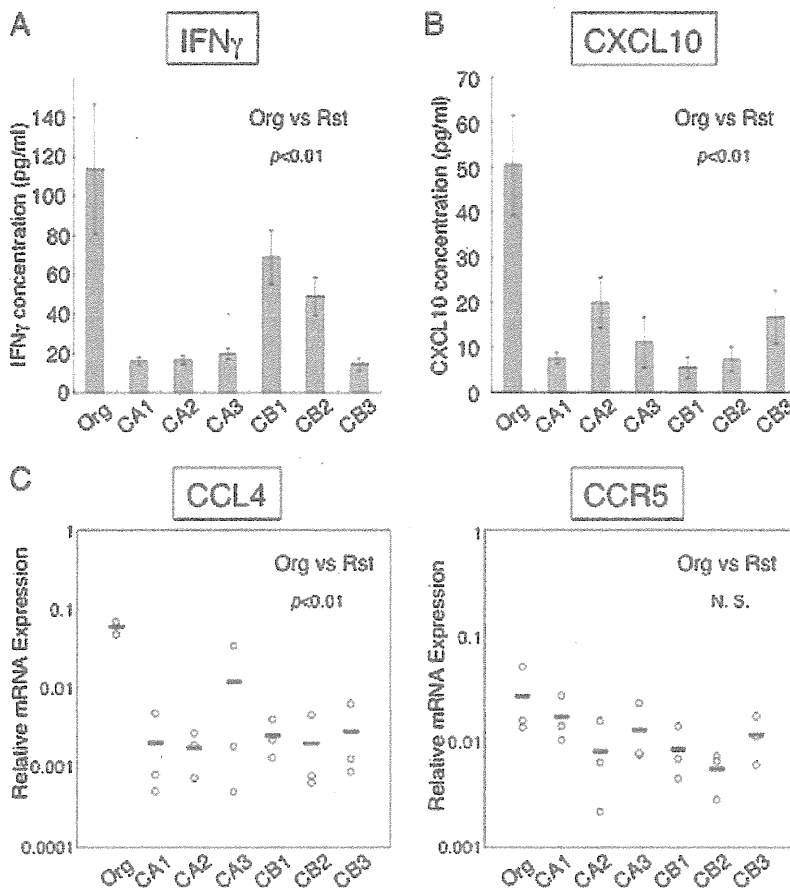 A
IFNγ
IFNγ concentration (pg/ml)
140
120
100
80
60
40
20
0
Org vs Rst
p<0.01
Org CA1 CA2 CA3 CB1 CB2 CB3
B
CXCL10
CXCL10 concentration (pg/ml)
70
60
50
40
30
20
10
0
Org vs Rst
p<0.01
Org CA1 CA2 CA3 CB1 CB2 CB3
C
CCL4
Relative mRNA Expression
1
0.1
0.01
0.001
0.0001
Org vs Rst
p<0.01
Org CA1 CA2 CA3 CB1 CB2 CB3
CCR5
Relative mRNA Expression
1
0.1
0.01
0.001
Org vs Rst
N. S.
Org CA1 CA2 CA3 CB1 CB2 CB3